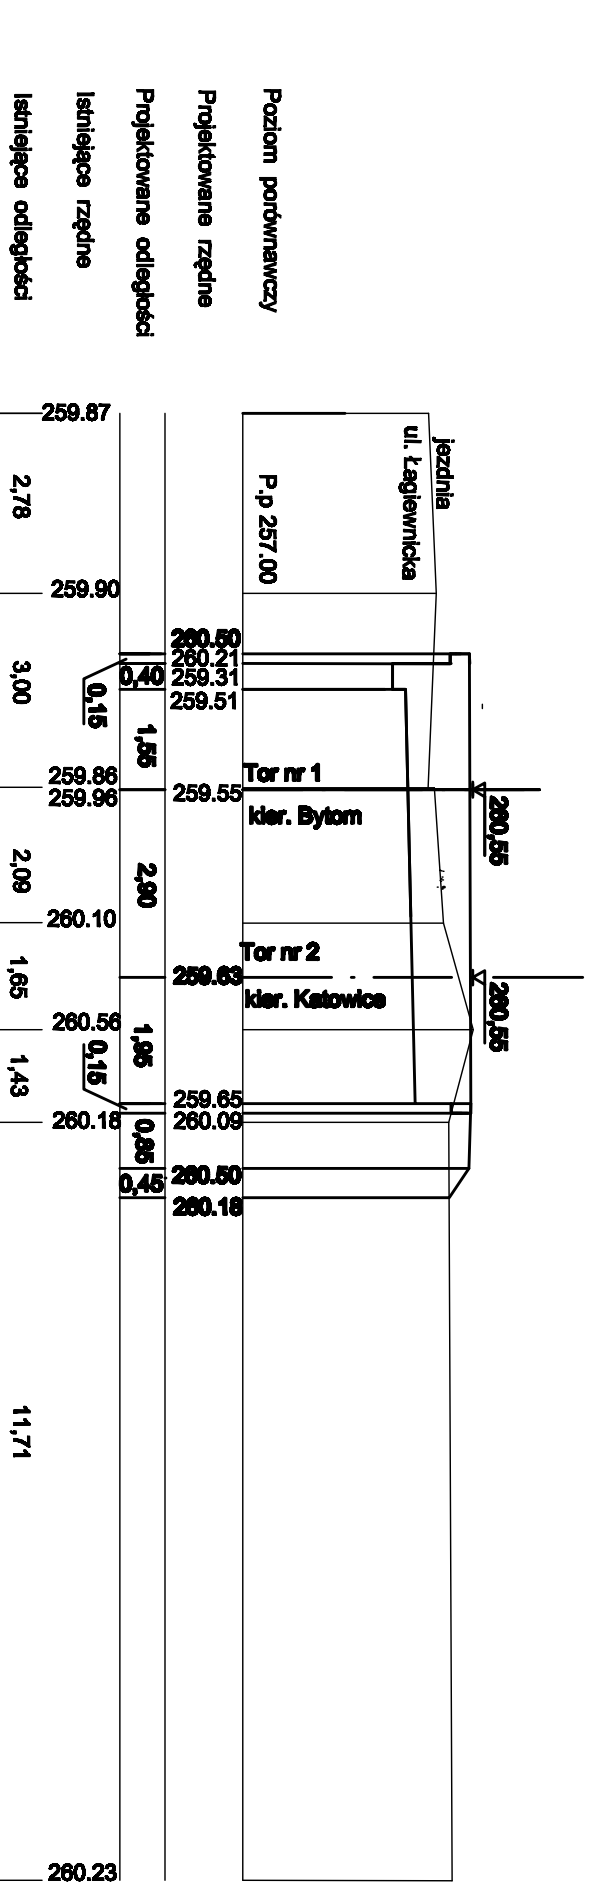 jezdnia
ul. Łagiewnicka
P.p 257.00
Tor nr 1
kier. Bytom
260,55
Tor nr 2
kier. Katowice
260,55
Poziom porównawczy
Projektowane rzędne
260.50
260.21
259.31
259.51
259.55
259.63
259.65
260.09
260.50
260.18
Projektowane odległości
0,15
0,40
1,55
2,90
1,95
0,15
0,85
0,45
Istniejące rzędne
259.87
259.90
259.86
259.96
260.10
260.56
260.18
260.23
Istniejące odległości
2,78
3,00
2,09
1,65
1,43
11,71